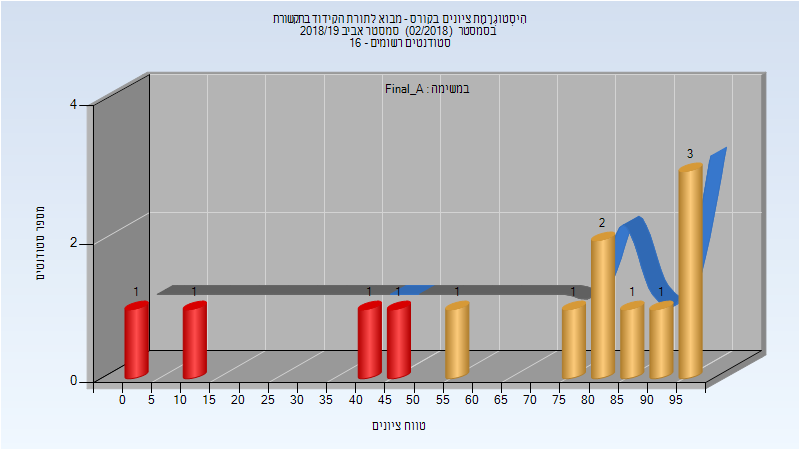 היסטוגרמת ציונים בקורס - מבוא לתורת הקידוד בתקשורת
בסמסטר (02/2018) סמסטר אביב 2018/19
סטודנטים רשומים - 16
במשימה : Final_A
מספר סטודנטים
4
2
0
1
1
1
1
1
1
2
1
1
3
0 5 10 15 20 25 30 35 40 45 50 55 60 65 70 75 80 85 90 95
טווח ציונים